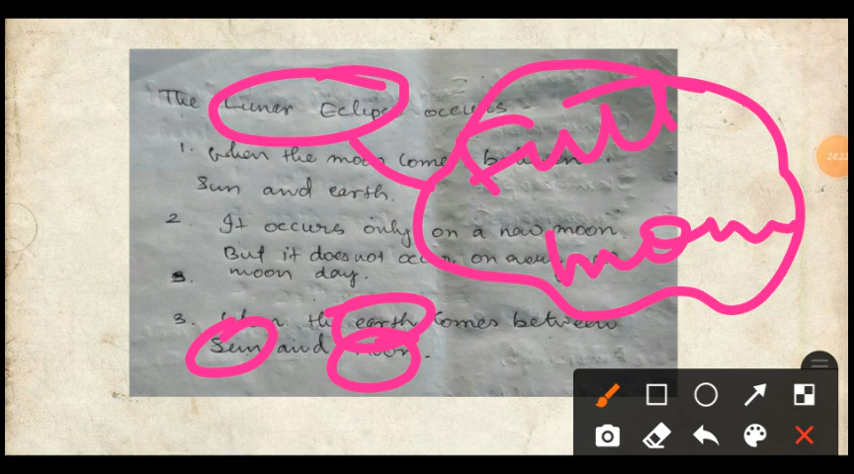 The Lunar Eclipse occurs -
1. When the moon comes between
Sun and earth.
2 It occurs only on a new moon.
But it does not occur on every
3. moon day.
3. When the earth comes between
Sun and Moon.
Full
moon